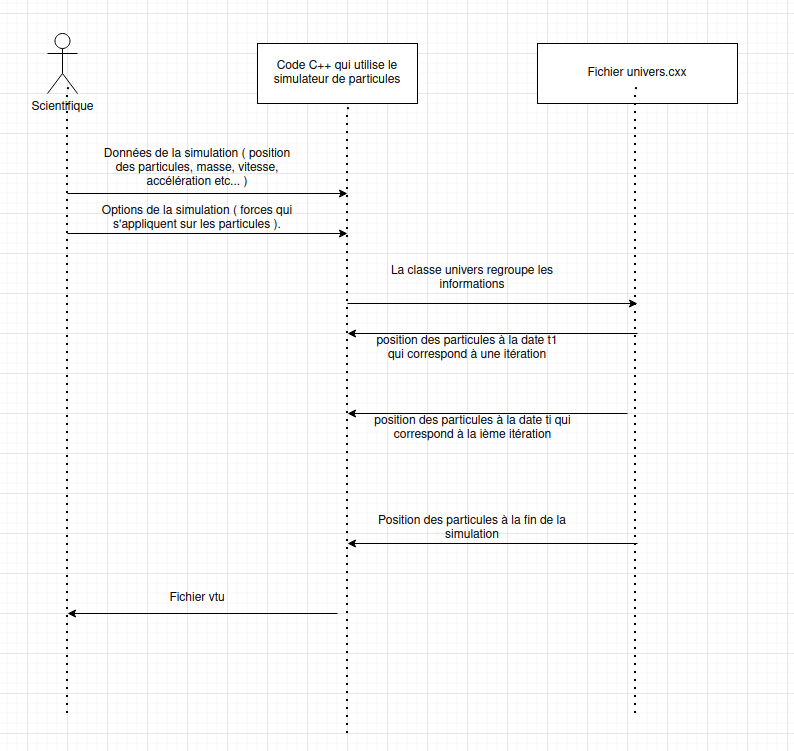 Code C++ qui utilise le
simulateur de particules
Fichier univers.cxx
Scientifique
Données de la simulation ( position
des particules, masse, vitesse,
accélération etc... )
Options de la simulation ( forces qui
s'appliquent sur les particules ).
La classe univers regroupe les
informations
position des particules à la date t1
qui correspond à une itération
position des particules à la date ti qui
correspond à la ième itération
Position des particules à la fin de la
simulation
Fichier vtu